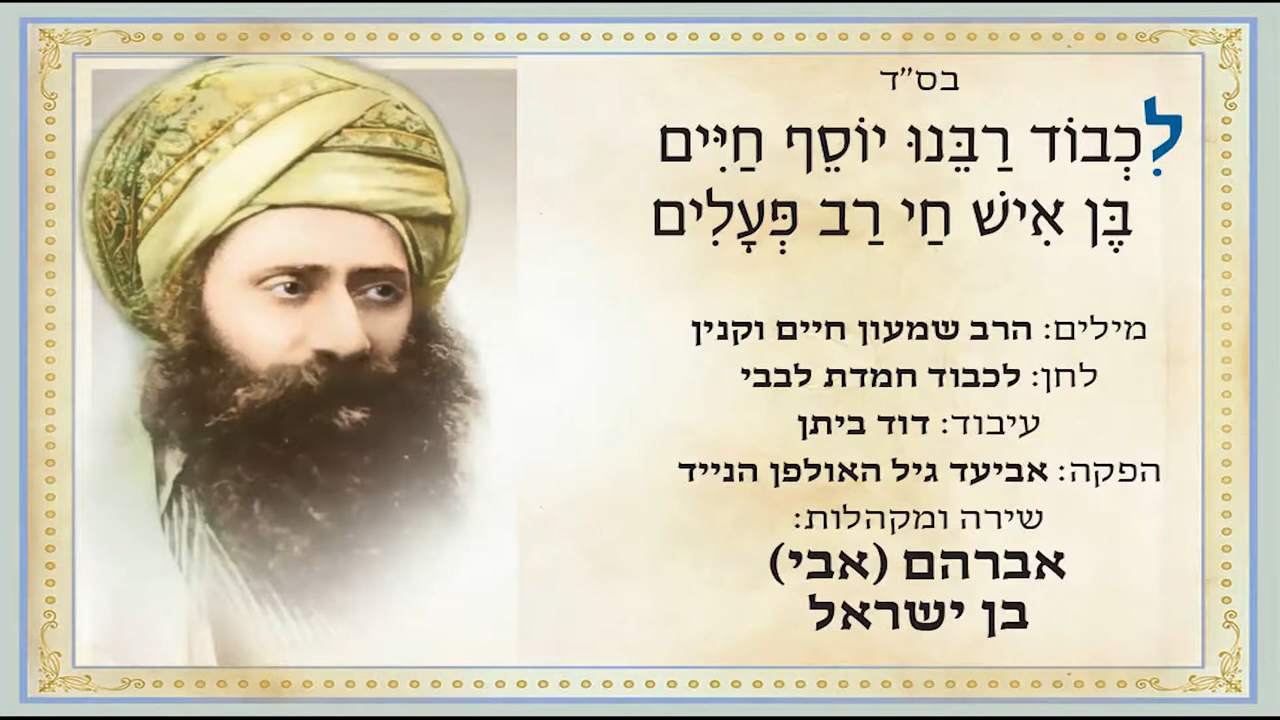 בס"ד
לִכְבוֹד רַבֵּנוּ יוֹסֵף חַיִּים
בֶּן אִישׁ חַי רַב פְּעָלִים
מילים: הרב שמעון חיים וקנין
לחן: לכבוד חמדת לבבי
עיבוד: דוד ביתן
הפקה: אביעד גיל האולפן הנייד
שירה ומקהלות:
אברהם (אבי)
בן ישראל